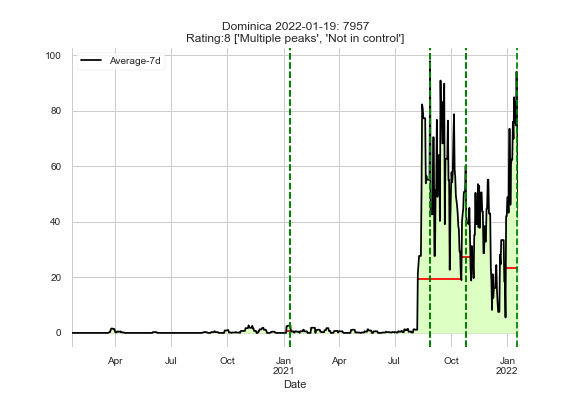 Dominica 2022-01-19: 7957
Rating:8 ['Multiple peaks', 'Not in control']
Average-7d
100
80
60
40
20
0
Apr Jul Oct Jan Apr Jul Oct Jan
2021 2022
Date